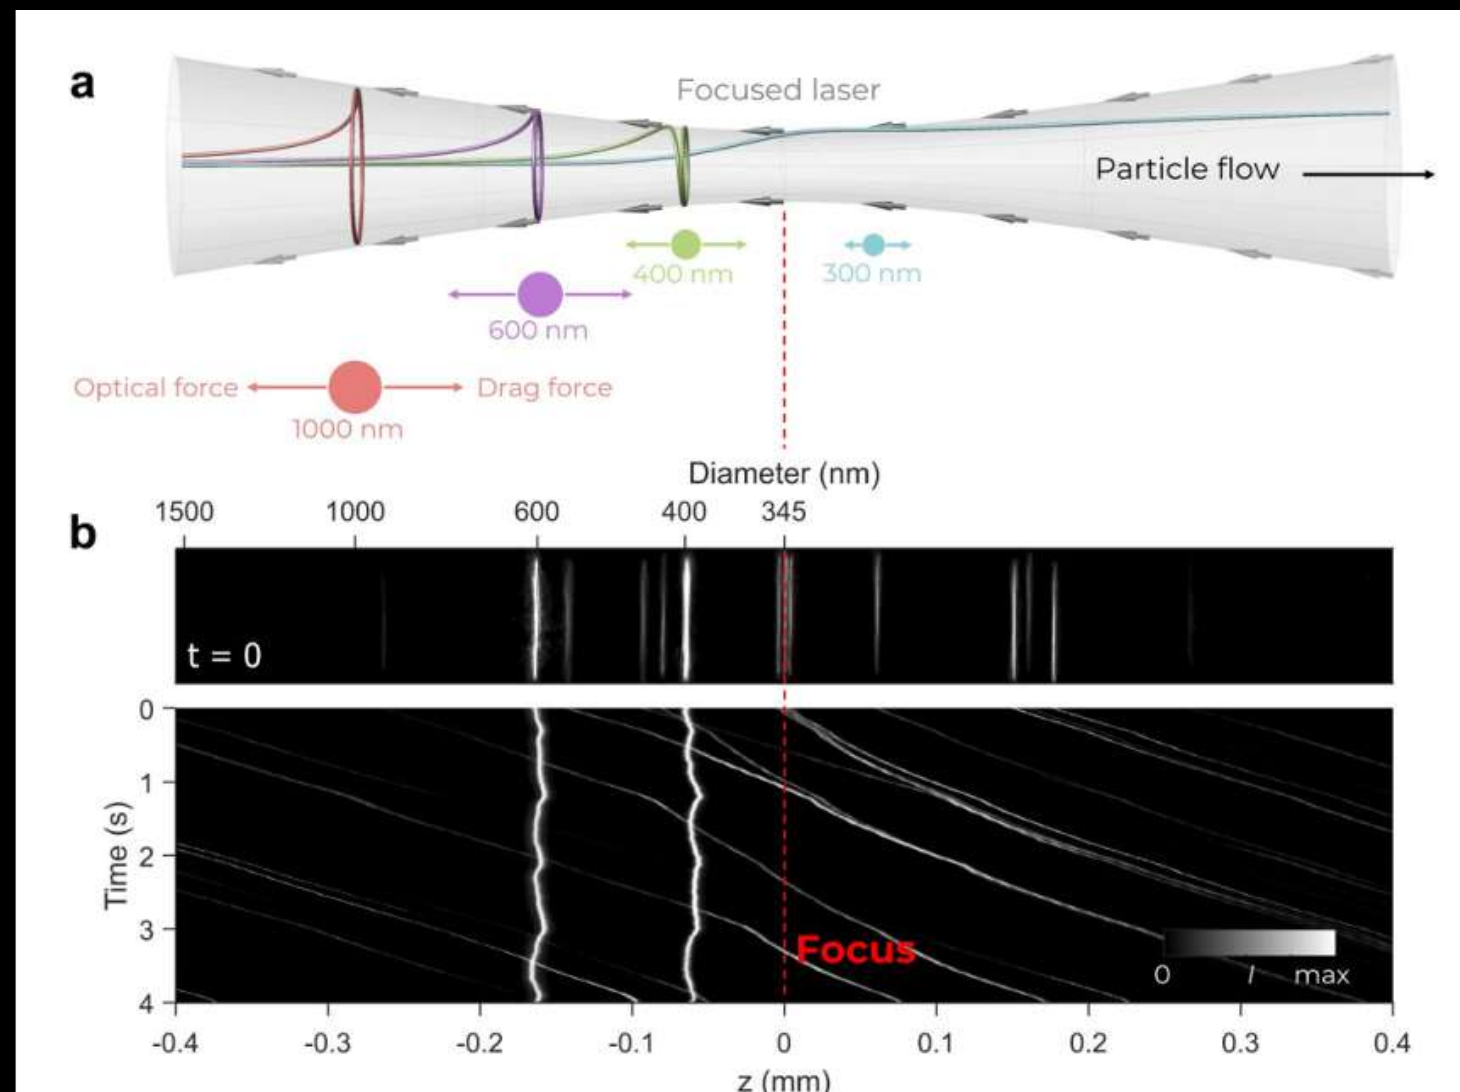 a
Focused laser
Particle flow
400 nm
300 nm
600 nm
Optical force
Drag force
1000 nm
Diameter (nm)
1500 1000 600 400 345
b
t = 0
0
1
2
3
4
Time (s)
Focus
0 I max
-0.4 -0.3 -0.2 -0.1 0 0.1 0.2 0.3 0.4
z (mm)